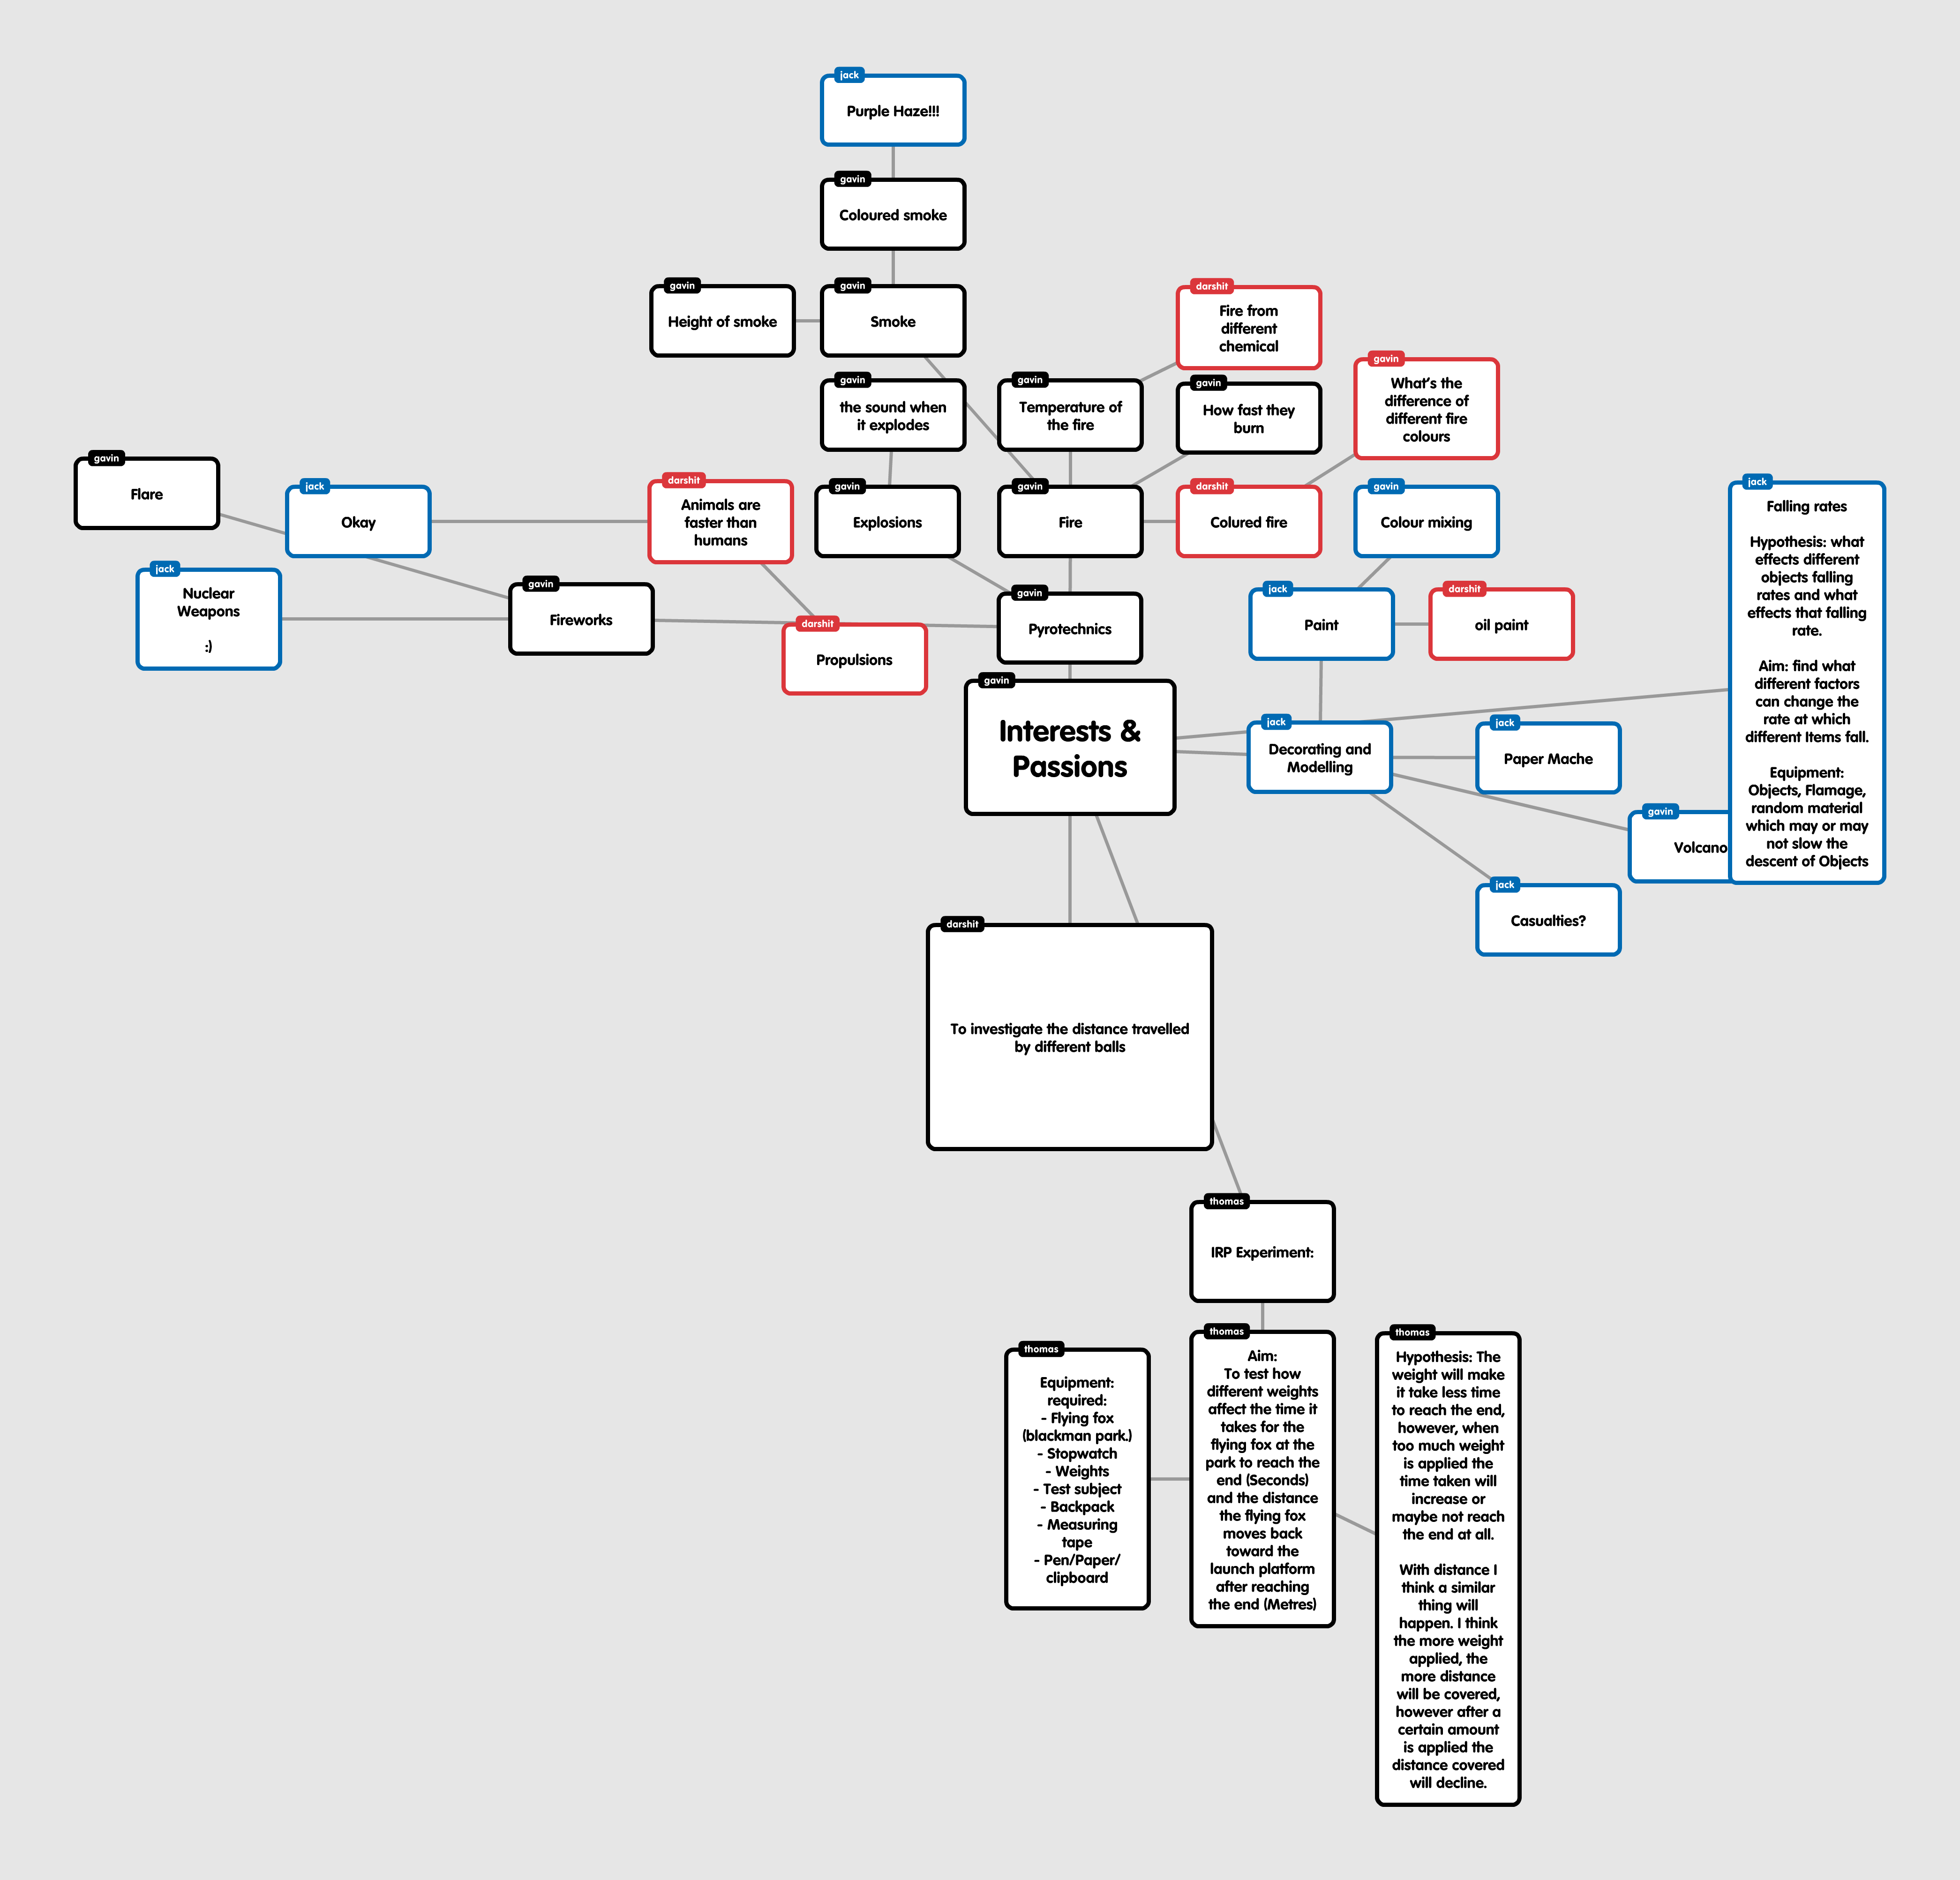 jack
Purple Haze!!!
gavin
Coloured smoke
gavin
Height of smoke
gavin
Smoke
darshit
Fire from
different
chemical
gavin
the sound when
it explodes
gavin
Temperature of
the fire
gavin
How fast they
burn
gavin
What's the
difference of
different fire
colours
gavin
Flare
jack
Okay
darshit
Animals are
faster than
humans
gavin
Explosions
gavin
Fire
darshit
Colured fire
gavin
Colour mixing
jack
Nuclear
Weapons
:)
gavin
Fireworks
darshit
Propulsions
gavin
Pyrotechnics
jack
Paint
darshit
oil paint
jack
Falling rates
Hypothesis: what
effects different
objects falling
rates and what
effects that falling
rate.
Aim: find what
different factors
can change the
rate at which
different Items fall.
Equipment:
Objects, Flamage,
random material
which may or may
not slow the
descent of Objects
gavin
Interests &
Passions
jack
Decorating and
Modelling
jack
Paper Mache
gavin
Volcano
jack
Casualties?
darshit
To investigate the distance travelled
by different balls
thomas
IRP Experiment:
thomas
Equipment:
required:
- Flying fox
(blackman park.)
- Stopwatch
- Weights
- Test subject
- Backpack
- Measuring
tape
- Pen/Paper/
clipboard
thomas
Aim:
To test how
different weights
affect the time it
takes for the
flying fox at the
park to reach the
end (Seconds)
and the distance
the flying fox
moves back
toward the
launch platform
after reaching
the end (Metres)
thomas
Hypothesis: The
weight will make
it take less time
to reach the end,
however, when
too much weight
is applied the
time taken will
increase or
maybe not reach
the end at all.
With distance I
think a similar
thing will
happen. I think
the more weight
applied, the
more distance
will be covered,
however after a
certain amount
is applied the
distance covered
will decline.